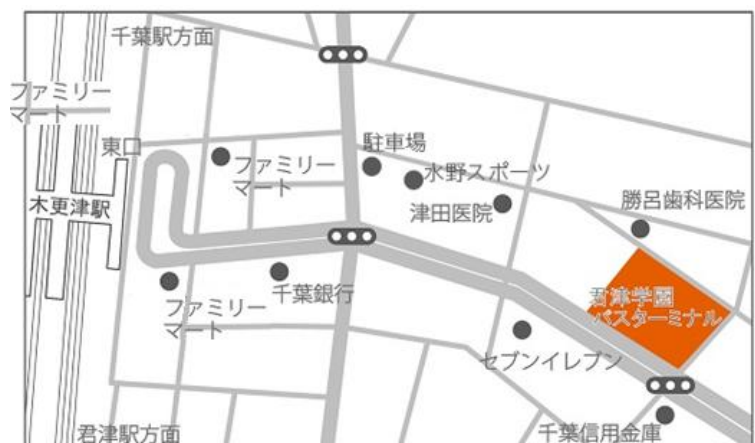 千葉駅方面
ファミリー
マート
東口
木更津駅
ファミリー
マート
駐車場
水野スポーツ
津田医院
勝呂歯科医院
君津学園
バスターミナル
ファミリー
マート
千葉銀行
セブンイレブン
千葉信用金庫
君津駅方面